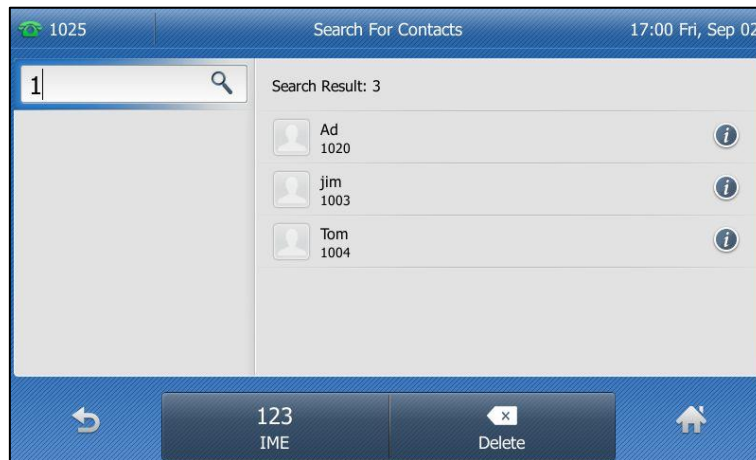 1025 Search For Contacts 17:00 Fri, Sep 02
1
Search Result: 3
Ad
1020
jim
1003
Tom
1004
123
IME
Delete